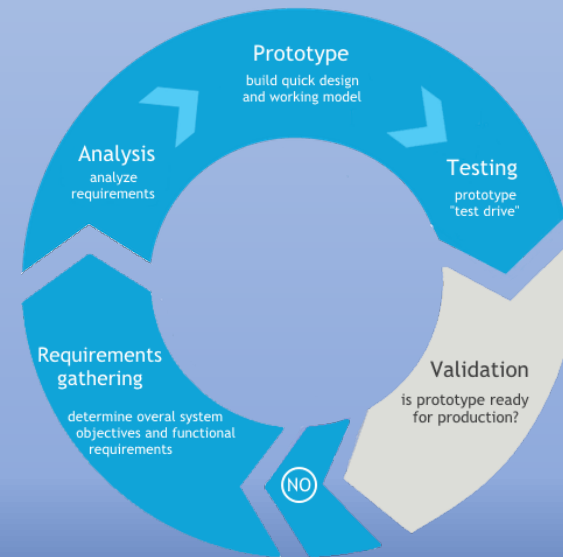 Prototype
build quick design
and working model
Analysis
analyze
requirements
Testing
prototype
"test drive"
Requirements
gathering
determine overal system
objectives and functional
requirements
Validation
is prototype ready
for production?
NO